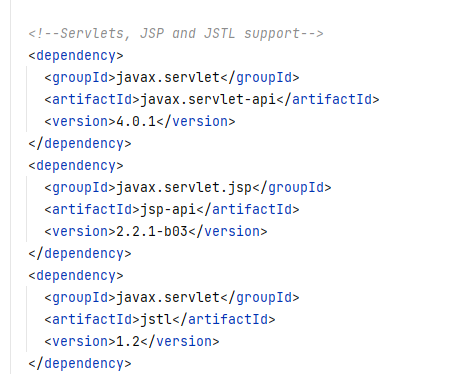 <!--Servlets, JSP and JSTL support-->
<dependency>
<groupId>javax.servlet</groupId>
<artifactId>javax.servlet-api</artifactId>
<version>4.0.1</version>
</dependency>
<dependency>
<groupId>javax.servlet.jsp</groupId>
<artifactId>jsp-api</artifactId>
<version>2.2.1-b03</version>
</dependency>
<dependency>
<groupId>javax.servlet</groupId>
<artifactId>jstl</artifactId>
<version>1.2</version>
</dependency>